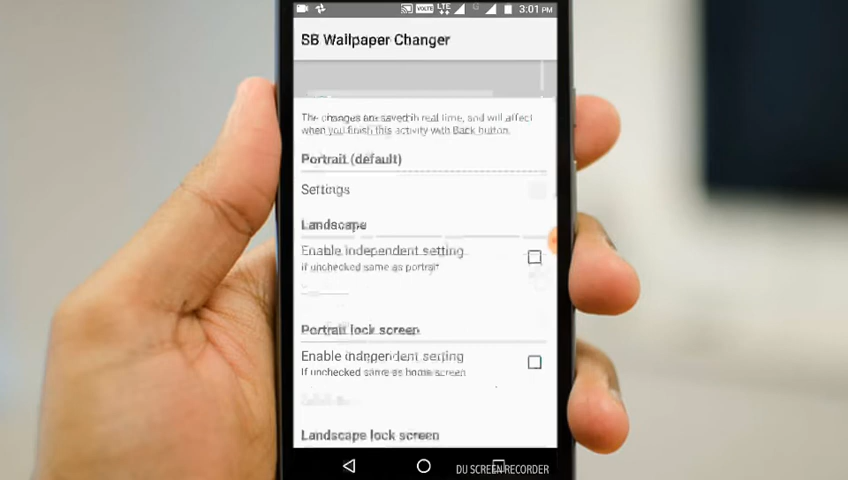 VOLTE LTE 3:01 PM
SB Wallpaper Changer
The changes are saved in real time, and will affect
when you finish this activity with Back button.
Portrait (default)
Settings
Landscape
Enable independent setting
If unchecked same as portrait
Portrait lock screen
Enable independent setting
If unchecked same as home screen
Landscape lock screen
DU SCREEN RECORDER